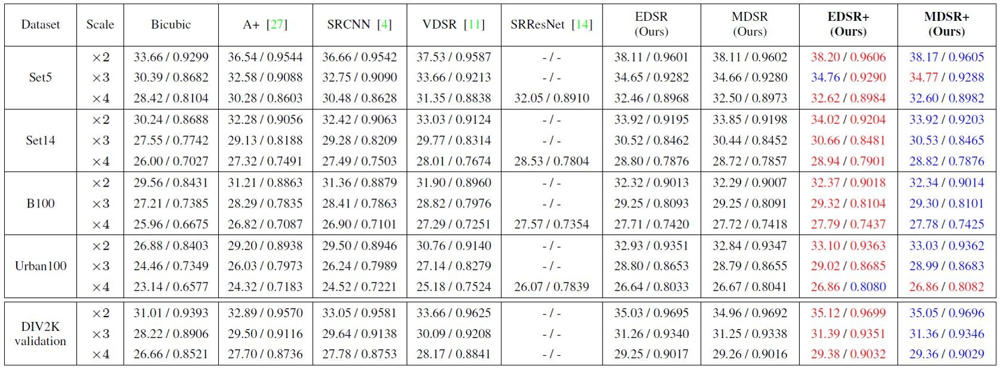 Dataset Scale Bicubic A+ [27] SRCNN [4] VDSR [11] SRResNet [14] EDSR (Ours) MDSR (Ours) EDSR+ (Ours) MDSR+ (Ours)
Set5 ×2 33.66 / 0.9299 36.54 / 0.9544 36.66 / 0.9542 37.53 / 0.9587 - / - 38.11 / 0.9601 38.11 / 0.9602 38.20 / 0.9606 38.17 / 0.9605
×3 30.39 / 0.8682 32.58 / 0.9088 32.75 / 0.9090 33.66 / 0.9213 - / - 34.65 / 0.9282 34.66 / 0.9280 34.76 / 0.9290 34.77 / 0.9288
×4 28.42 / 0.8104 30.28 / 0.8603 30.48 / 0.8628 31.35 / 0.8838 32.05 / 0.8910 32.46 / 0.8968 32.50 / 0.8973 32.62 / 0.8984 32.60 / 0.8982
Set14 ×2 30.24 / 0.8688 32.28 / 0.9056 32.42 / 0.9063 33.03 / 0.9124 - / - 33.92 / 0.9195 33.85 / 0.9198 34.02 / 0.9204 33.92 / 0.9203
×3 27.55 / 0.7742 29.13 / 0.8188 29.28 / 0.8209 29.77 / 0.8314 - / - 30.52 / 0.8462 30.44 / 0.8452 30.66 / 0.8481 30.53 / 0.8465
×4 26.00 / 0.7027 27.32 / 0.7491 27.49 / 0.7503 28.01 / 0.7674 28.53 / 0.7804 28.80 / 0.7876 28.72 / 0.7857 28.94 / 0.7901 28.82 / 0.7876
B100 ×2 29.56 / 0.8431 31.21 / 0.8863 31.36 / 0.8879 31.90 / 0.8960 - / - 32.32 / 0.9013 32.29 / 0.9007 32.37 / 0.9018 32.34 / 0.9014
×3 27.21 / 0.7385 28.29 / 0.7835 28.41 / 0.7863 28.82 / 0.7976 - / - 29.25 / 0.8093 29.25 / 0.8091 29.32 / 0.8104 29.30 / 0.8101
×4 25.96 / 0.6675 26.82 / 0.7087 26.90 / 0.7101 27.29 / 0.7251 27.57 / 0.7354 27.71 / 0.7420 27.72 / 0.7418 27.79 / 0.7437 27.78 / 0.7425
Urban100 ×2 26.88 / 0.8403 29.20 / 0.8938 29.50 / 0.8946 30.76 / 0.9140 - / - 32.93 / 0.9351 32.84 / 0.9347 33.10 / 0.9363 33.03 / 0.9362
×3 24.46 / 0.7349 26.03 / 0.7973 26.24 / 0.7989 27.14 / 0.8279 - / - 28.80 / 0.8653 28.79 / 0.8655 29.02 / 0.8685 28.99 / 0.8683
×4 23.14 / 0.6577 24.32 / 0.7183 24.52 / 0.7221 25.18 / 0.7524 26.07 / 0.7839 26.64 / 0.8033 26.67 / 0.8041 26.86 / 0.8080 26.86 / 0.8082
DIV2K validation ×2 31.01 / 0.9393 32.89 / 0.9570 33.05 / 0.9581 33.66 / 0.9625 - / - 35.03 / 0.9695 34.96 / 0.9692 35.12 / 0.9699 35.05 / 0.9696
×3 28.22 / 0.8906 29.50 / 0.9116 29.64 / 0.9138 30.09 / 0.9208 - / - 31.26 / 0.9340 31.25 / 0.9338 31.39 / 0.9351 31.36 / 0.9346
×4 26.66 / 0.8521 27.70 / 0.8736 27.78 / 0.8753 28.17 / 0.8841 - / - 29.25 / 0.9017 29.26 / 0.9016 29.38 / 0.9032 29.36 / 0.9029